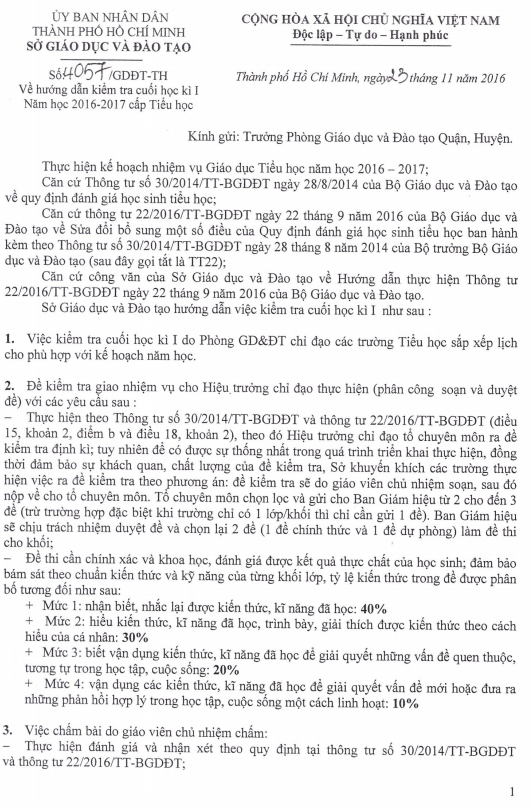 ỦY BAN NHÂN DÂN
THÀNH PHỐ HỒ CHÍ MINH
SỞ GIÁO DỤC VÀ ĐÀO TẠO
CỘNG HÒA XÃ HỘI CHỦ NGHĨA VIỆT NAM
Độc lập – Tự do – Hạnh phúc
Số 4057/GDĐT-TH
Về hướng dẫn kiểm tra cuối học kì I
Năm học 2016-2017 cấp Tiểu học
Thành phố Hồ Chí Minh, ngày 23 tháng 11 năm 2016
Kính gửi: Trưởng Phòng Giáo dục và Đào tạo Quận, Huyện.
Thực hiện kế hoạch nhiệm vụ Giáo dục Tiểu học năm học 2016 – 2017;
Căn cứ Thông tư số 30/2014/TT-BGDĐT ngày 28/8/2014 của Bộ Giáo dục và Đào tạo
về quy định đánh giá học sinh tiểu học;
Căn cứ thông tư 22/2016/TT-BGDĐT ngày 22 tháng 9 năm 2016 của Bộ Giáo dục và
Đào tạo về Sửa đổi bổ sung một số điều của Quy định đánh giá học sinh tiểu học ban hành
kèm theo Thông tư số 30/2014/TT-BGDĐT ngày 28 tháng 8 năm 2014 của Bộ trưởng Bộ Giáo
dục và Đào tạo (sau đây gọi tắt là TT22);
Căn cứ công văn của Sở Giáo dục và Đào tạo về Hướng dẫn thực hiện Thông tư
22/2016/TT-BGDĐT ngày 22 tháng 9 năm 2016 của Bộ Giáo dục và Đào tạo.
Sở Giáo dục và Đào tạo hướng dẫn việc kiểm tra cuối học kì I như sau :
1. Việc kiểm tra cuối học kì I do Phòng GD&ĐT chỉ đạo các trường Tiểu học sắp xếp lịch
cho phù hợp với kế hoạch năm học.
2. Đề kiểm tra giao nhiệm vụ cho Hiệu trưởng chỉ đạo thực hiện (phân công soạn và duyệt
đề) với các yêu cầu sau :
– Thực hiện theo Thông tư số 30/2014/TT-BGDĐT và thông tư 22/2016/TT-BGDĐT (điều
15, khoản 2, điểm b và điều 18, khoản 2), theo đó Hiệu trưởng chỉ đạo tổ chuyên môn ra đề
kiểm tra định kì; tuy nhiên để có được sự thống nhất trong quá trình triển khai thực hiện, đồng
thời đảm bảo sự khách quan, chất lượng của đề kiểm tra, Sở khuyến khích các trường thực
hiện việc ra đề kiểm tra theo phương án: đề kiểm tra sẽ do giáo viên chủ nhiệm soạn, sau đó
nộp về cho tổ chuyên môn. Tổ chuyên môn chọn lọc và gửi cho Ban Giám hiệu từ 2 cho đến 3
đề (trừ trường hợp đặc biệt khi trường chỉ có 1 lớp/khối thì chỉ cần gửi 1 đề). Ban Giám hiệu
sẽ chịu trách nhiệm duyệt đề và chọn lại 2 đề (1 đề chính thức và 1 đề dự phòng) làm đề thi
cho khối;
– Đề thi cần chính xác và khoa học, đánh giá được kết quả thực chất của học sinh; đảm bảo
bám sát theo chuẩn kiến thức và kỹ năng của từng khối lớp, tỷ lệ kiến thức trong đề được phân
bố tương đối như sau:
+ Mức 1: nhận biết, nhắc lại được kiến thức, kĩ năng đã học: 40%
+ Mức 2: hiểu kiến thức, kĩ năng đã học, trình bày, giải thích được kiến thức theo cách
hiểu của cá nhân: 30%
+ Mức 3: biết vận dụng kiến thức, kĩ năng đã học để giải quyết những vấn đề quen thuộc,
tương tự trong học tập, cuộc sống: 20%
+ Mức 4: vận dụng các kiến thức, kĩ năng đã học để giải quyết vấn đề mới hoặc đưa ra
những phản hồi hợp lý trong học tập, cuộc sống một cách linh hoạt: 10%
3. Việc chấm bài do giáo viên chủ nhiệm chấm:
– Thực hiện đánh giá và nhận xét theo quy định tại thông tư số 30/2014/TT-BGDĐT
và thông tư 22/2016/TT-BGDĐT;
1